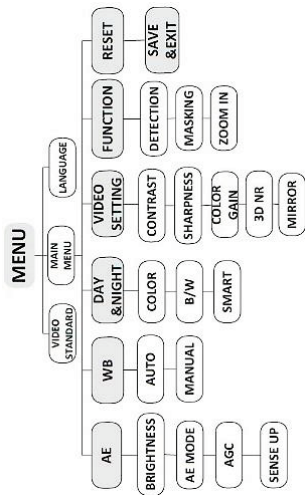 MENU
VIDEO
STANDARD
MAIN
MENU
LANGUAGE
AE
WB
DAY
&NIGHT
VIDEO
SETTING
FUNCTION
RESET
BRIGHTNESS
AE MODE
AGC
SENSE UP
AUTO
MANUAL
COLOR
B/W
SMART
CONTRAST
SHARPNESS
COLOR
GAIN
3D NR
MIRROR
DETECTION
MASKING
ZOOM IN
SAVE
&EXIT